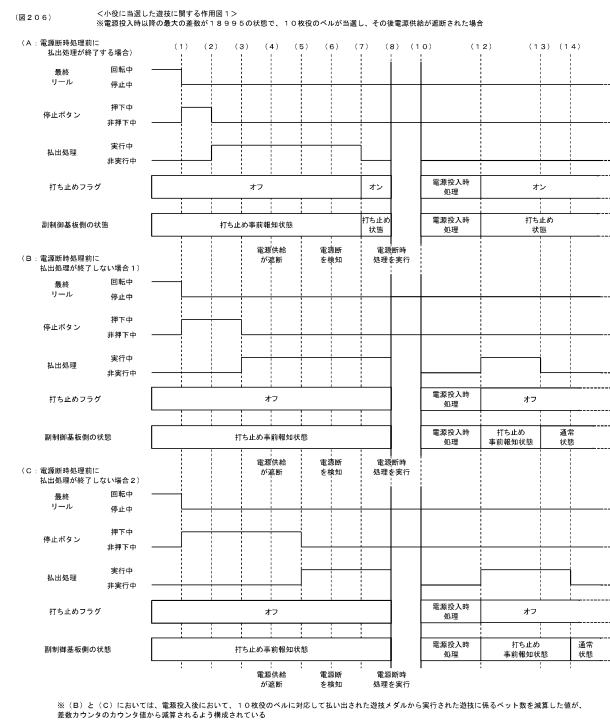 (図206)
＜小役に当選した遊技に関する作用図1＞
※電源投入時以降の最大の差数が18995の状態で、10枚役のベルが当選し、その後電源供給が遮断された場合
(A：電源断時処理前に
払出処理が終了する場合)
(1) (2) (3) (4) (5) (6) (7) (8) (10) (12) (13) (14)
最終
リール
回転中
停止中
停止ボタン
押下中
非押下中
払出処理
実行中
非実行中
打ち止めフラグ
オフ
オン
電源投入時
処理
オン
副制御基板側の状態
打ち止め事前報知状態
打ち止め
状態
電源投入時
処理
打ち止め
状態
電源供給
が遮断
電源断
を検知
電源断時
処理を実行
(B：電源断時処理前に
払出処理が終了しない場合1)
最終
リール
回転中
停止中
停止ボタン
押下中
非押下中
払出処理
実行中
非実行中
打ち止めフラグ
オフ
電源投入時
処理
オフ
副制御基板側の状態
打ち止め事前報知状態
電源投入時
処理
打ち止め
事前報知状態
通常
状態
電源供給
が遮断
電源断
を検知
電源断時
処理を実行
(C：電源断時処理前に
払出処理が終了しない場合2)
最終
リール
回転中
停止中
停止ボタン
押下中
非押下中
払出処理
実行中
非実行中
打ち止めフラグ
オフ
電源投入時
処理
オフ
副制御基板側の状態
打ち止め事前報知状態
電源投入時
処理
打ち止め
事前報知状態
通常
状態
電源供給
が遮断
電源断
を検知
電源断時
処理を実行
※(B)と(C)においては、電源投入後において、10枚役のベルに対応して払い出された遊技メダルから実行された遊技に係るベット数を減算した値が、
差数カウンタのカウンタ値から減算されるよう構成されている